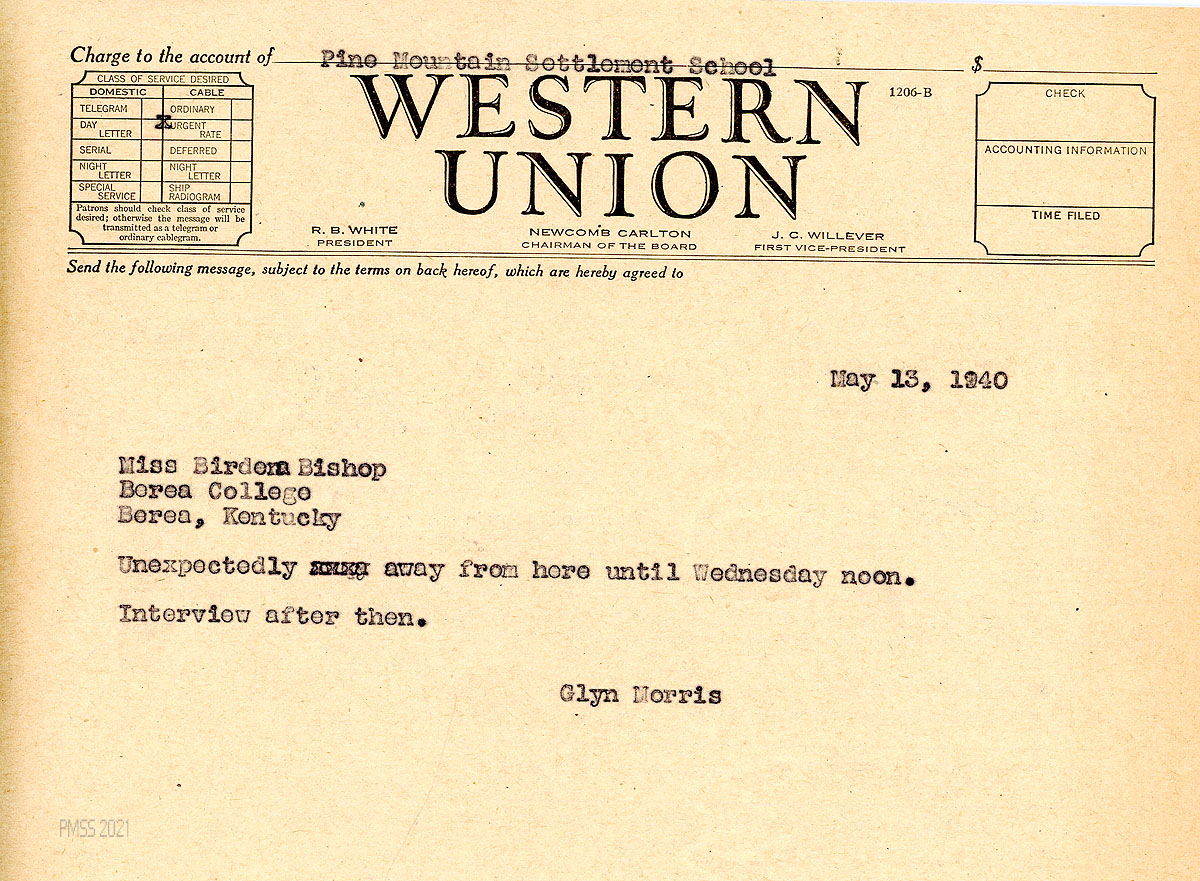 Charge to the account of Pine Mountain Settlement School $
CLASS OF SERVICE DESIRED
DOMESTIC CABLE
TELEGRAM ORDINARY
DAY LETTER X URGENT RATE
SERIAL DEFERRED
NIGHT LETTER NIGHT LETTER
SPECIAL SERVICE SHIP RADIOGRAM
Patrons should check class of service
desired; otherwise the message will be
transmitted as a telegram or
ordinary cablegram.
WESTERN
UNION
1206-B
R. B. WHITE
PRESIDENT
NEWCOMB CARLTON
CHAIRMAN OF THE BOARD
J. C. WILLEVER
FIRST VICE-PRESIDENT
CHECK
ACCOUNTING INFORMATION
TIME FILED
Send the following message, subject to the terms on back hereof, which are hereby agreed to
May 13, 1940
Miss Bishop
Berea College
Berea, Kentucky
Unexpectedly away from here until Wednesday noon.
Interview after then.
Glyn Morris
PMSS 2021